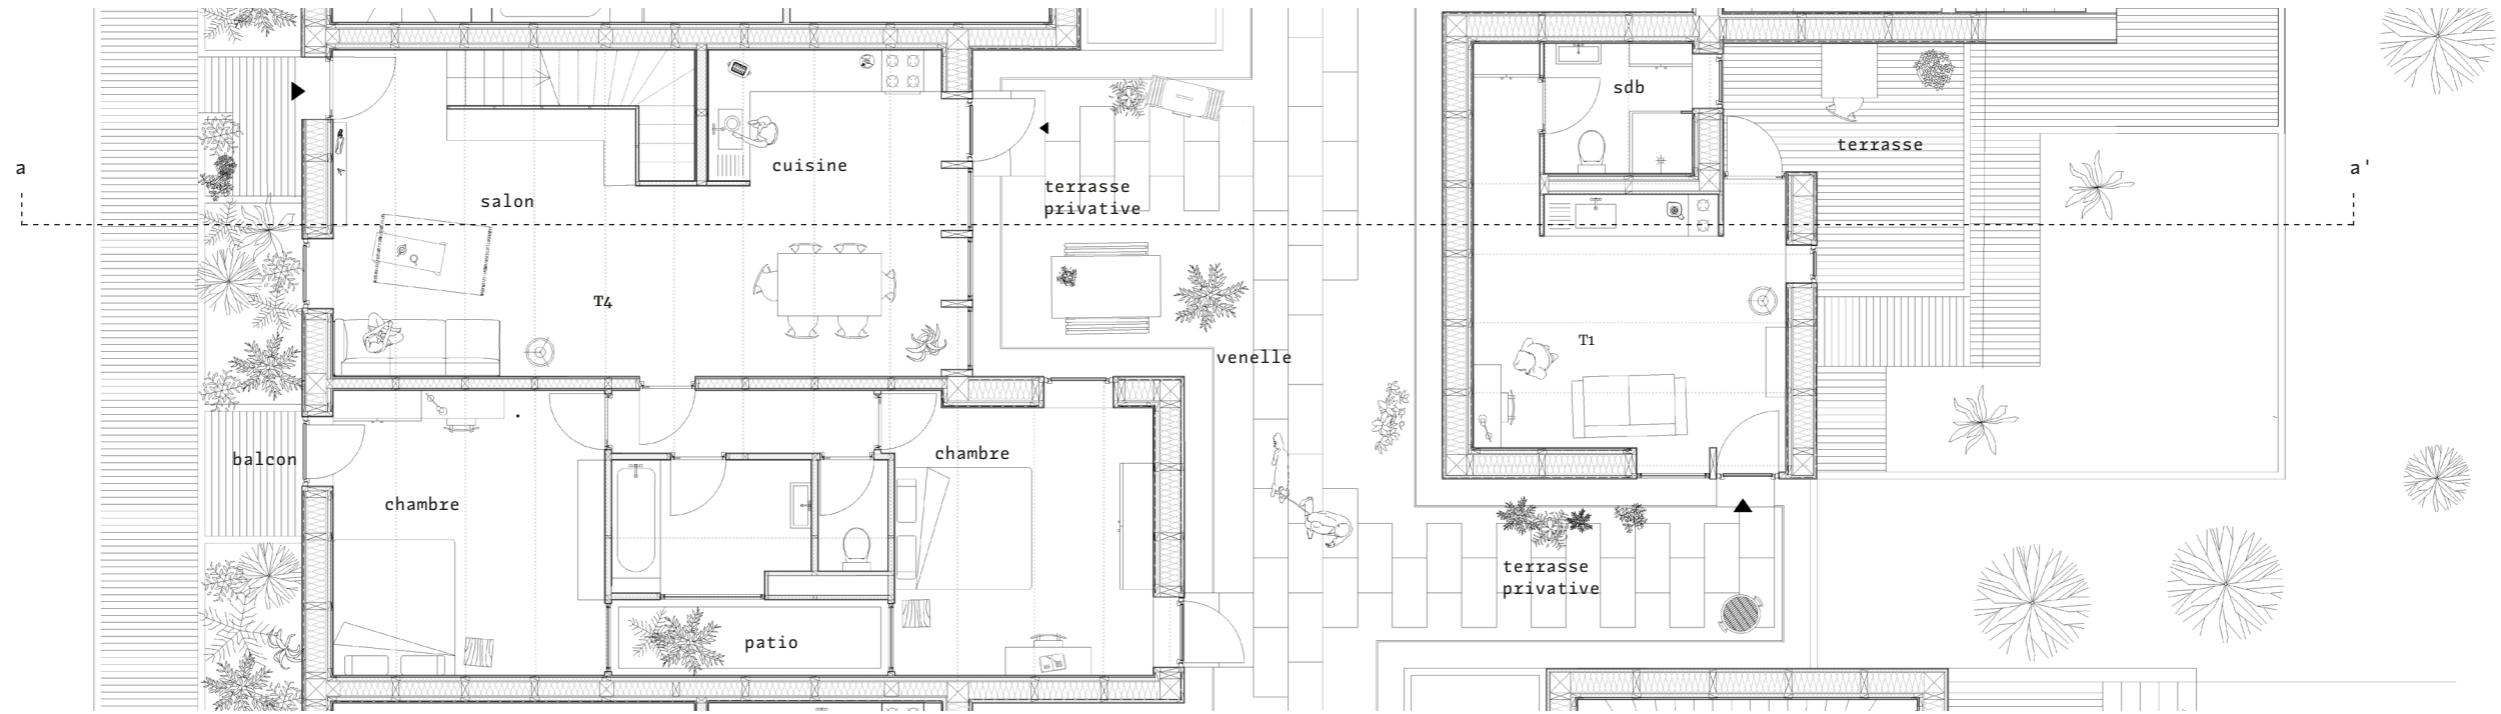 sdb
terrasse
a
cuisine
a'
terrasse
privative
salon
T4
T1
venelle
balcon
chambre
chambre
terrasse
privative
patio